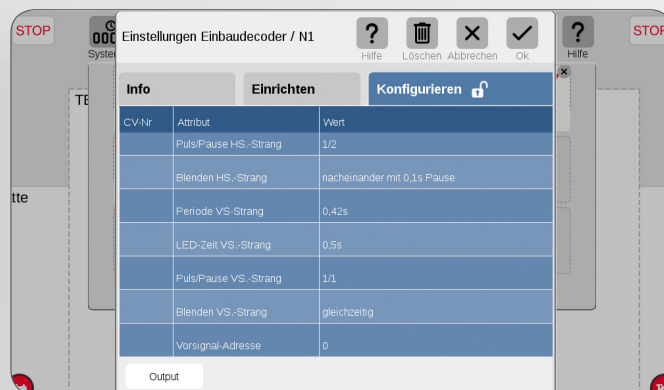 STOP
Syste
Einstellungen Einbaudecoder / N1
Hilfe
Löschen
Abbrechen
Ok
Hilfe
STOP
Info
Einrichten
Konfigurieren
TE
CV-Nr Attribut Wert
Puls/Pause HS.-Strang 1/2
Blenden HS.-Strang nacheinander mit 0,1s Pause
tte
Periode VS-Strang 0,42s
LED-Zeit VS.-Strang 0,5s
Puls/Pause VS.-Strang 1/1
Blenden VS.-Strang gleichzeitig
Vorsignal-Adresse 0
Output